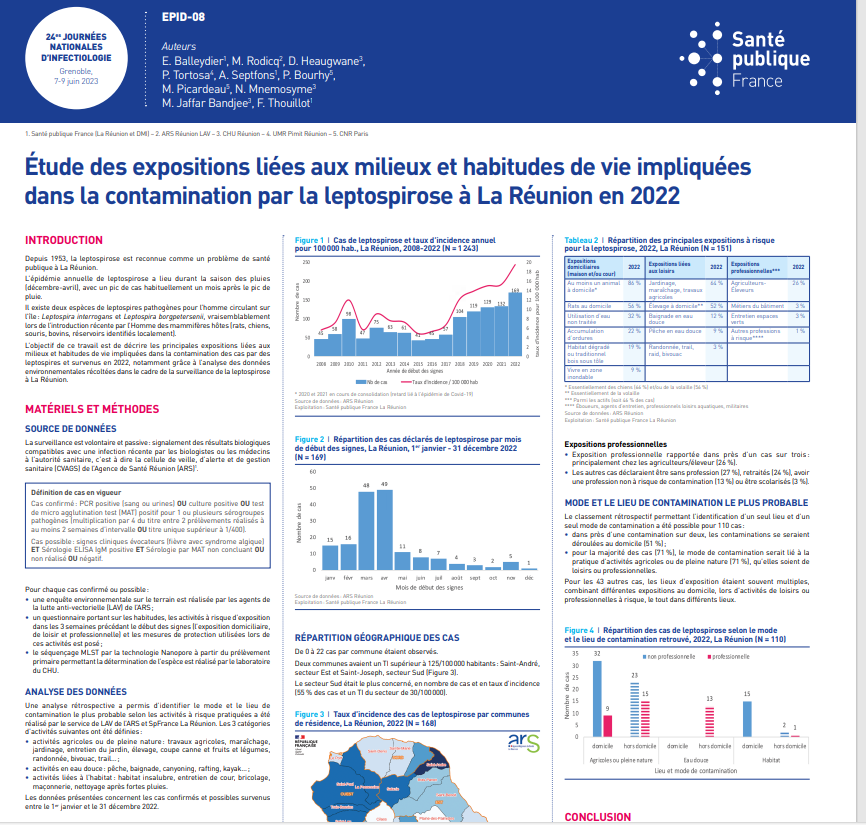 24es JOURNÉES
NATIONALES
D'INFECTIOLOGIE
Grenoble,
7-9 juin 2023
EPID-08
Auteurs
E. Balleydier1, M. Rodicq2, D. Heaugwane3,
P. Tortosa4, A. Septfons1, P. Bourhy5,
M. Picardeau5, N. Mnemosyme3
M. Jaffar Bandjee3, F. Thouillot1
Santé
publique
France
1. Santé publique France (La Réunion et DMI) – 2. ARS Réunion LAV – 3. CHU Réunion – 4. UMR Pimit Réunion – 5. CNR Paris
Étude des expositions liées aux milieux et habitudes de vie impliquées
dans la contamination par la leptospirose à La Réunion en 2022
INTRODUCTION
Depuis 1953, la leptospirose est reconnue comme un problème de santé
publique à La Réunion.
L'épidémie annuelle de leptospirose a lieu durant la saison des pluies
(décembre-avril), avec un pic de cas habituellement un mois après le pic de
pluie.
Il existe deux espèces de leptospires pathogènes pour l'homme circulant sur
l'île : Leptospira interrogans et Leptospira borgpetersenii, vraisemblablement
lors de l'introduction récente par l'Homme des mammifères hôtes (rats, chiens,
souris, bovins, réservoirs identifiés localement).
L'objectif de ce travail est de décrire les principales expositions liées aux
milieux et habitudes de vie impliquées dans la contamination des cas par des
leptospires et survenus en 2022, notamment grâce à l'analyse des données
environnementales récoltées dans le cadre de la surveillance de la leptospirose
à La Réunion.
MATÉRIELS ET MÉTHODES
SOURCE DE DONNÉES
La surveillance est volontaire et passive : signalement des résultats biologiques
compatibles avec une infection récente par les biologistes ou les médecins
à l'autorité sanitaire, c'est à dire la cellule de veille, d'alerte et de gestion
sanitaire (CVAGS) de l'Agence de Santé Réunion (ARS)1.
Définition de cas en vigueur
Cas confirmé : PCR positive (sang ou urines) OU culture positive OU test
de micro agglutination test (MAT) positif pour 1 ou plusieurs sérogroupes
pathogènes (multiplication par 4 du titre entre 2 prélèvements réalisés à
au moins 2 semaines d'intervalle OU titre unique supérieur à 1/400).
Cas possible : signes cliniques évocateurs (fièvre avec syndrome algique)
ET Sérologie ELISA IgM positive ET Sérologie par MAT non concluant OU
non réalisé OU négatif.
Pour chaque cas confirmé ou possible :
• une enquête environnementale sur le terrain est réalisée par les agents de
la lutte anti-vectorielle (LAV) de l'ARS ;
• un questionnaire portant sur les habitudes, les activités à risque d'exposition
dans les 3 semaines précédant le début des signes (l'exposition domiciliaire,
de loisir et professionnelle) et les mesures de protection utilisées lors de
ces activités est posé ;
• le séquençage MLST par la technologie Nanopore à partir du prélèvement
primaire permettant la détermination de l'espèce est réalisé par le laboratoire
du CHU.
ANALYSE DES DONNÉES
Une analyse rétrospective a permis d'identifier le mode et le lieu de
contamination le plus probable selon les activités à risque pratiquées a été
réalisé par le service de LAV de l'ARS et SpFrance La Réunion. Les 3 catégories
d'activités suivantes ont été définies :
• activités agricoles ou de pleine nature : travaux agricoles, maraîchage,
jardinage, entretien du jardin, élevage, coupe canne et fruits et légumes,
randonnée, bivouac, trail... ;
• activités en eau douce : pêche, baignade, canyoning, rafting, kayak... ;
• activités liées à l'habitat : habitat insalubre, entretien de cour, bricolage,
maçonnerie, nettoyage après fortes pluies.
Les données présentées concernent les cas confirmés et possibles survenus
entre le 1er janvier et le 31 décembre 2022.
Figure 1 I Cas de leptospirose et taux d'incidence annuel
pour 100 000 hab., La Réunion, 2008-2022 (N = 1 243)
Nombre de cas
taux d'incidence pour 100 000 hab
Année de début des signes
Nb de cas
Taux d'incidence / 100 000 hab
* 2020 et 2021 en cours de consolidation (retard lié à l'épidémie de Covid-19)
Source de données : ARS Réunion
Exploitation : Santé publique France La Réunion
Figure 2 I Répartition des cas déclarés de leptospirose par mois
de début des signes, La Réunion, 1er janvier - 31 décembre 2022
(N = 169)
Nombre de cas
60
50
40
30
20
10
0
15 16 48 49 11 8 7 4 3 2 5 1
janv févr mars avr mai juin juil août sept oct nov déc
Mois de début des signes
Source de données : ARS Réunion
Exploitation : Santé publique France La Réunion
RÉPARTITION GÉOGRAPHIQUE DES CAS
De 0 à 22 cas par commune étaient observés.
Deux communes avaient un TI supérieur à 125/100 000 habitants : Saint-André,
secteur Est et Saint-Joseph, secteur Sud (Figure 3).
Le secteur Sud était le plus concerné, en nombre de cas et en taux d'incidence
(55 % des cas et un TI du secteur de 30/100 000).
Figure 3 I Taux d'incidence des cas de leptospirose par communes
de résidence, La Réunion, 2022 (N = 168)
RÉPUBLIQUE
FRANÇAISE
ars
Tableau 2 I Répartition des principales expositions à risque
pour la leptospirose, 2022, La Réunion (N = 151)
Expositions domiciliaires (maison et/ou cour) 2022 Expositions liées aux loisirs 2022 Expositions professionnelles*** 2022
Au moins un animal à domicile* 86 % Jardinage, maraîchage, travaux agricoles 66 % Agriculteurs-Éleveurs 26 %
Rats au domicile 56 % Élevage à domicile** 52 % Métiers du bâtiment 3 %
Utilisation d'eau non traitée 32 % Baignade en eau douce 12 % Entretien espaces verts 3 %
Accumulation d'ordures 22 % Pêche en eau douce 9 % Autres professions à risque**** 1 %
Habitat dégradé ou traditionnel bois sous tôle 19 % Randonnée, trail, raid, bivouac 3 %
Vivre en zone inondable 9 %
* Essentiellement des chiens (66 %) et/ou de la volaille (56 %)
** Essentiellement de la volaille
*** Parmi les actifs (soit 66 % des cas)
**** Éboueurs, agents d'entretien, professionnels loisirs aquatiques, militaires
Source de données : ARS Réunion
Exploitation : Santé publique France La Réunion
Expositions professionnelles
• Exposition professionnelle rapportée dans près d'un cas sur trois :
principalement chez les agriculteurs/éleveur (26 %).
• Les autres cas déclaraient être sans profession (27 %), retraités (24 %), avoir
une profession non à risque de contamination (13 %) ou être scolarisés (3 %).
MODE ET LE LIEU DE CONTAMINATION LE PLUS PROBABLE
Le classement rétrospectif permettant l'identification d'un seul lieu et d'un
seul mode de contamination a été possible pour 110 cas :
• dans près d'une contamination sur deux, les contaminations se seraient
déroulées au domicile (51 %) ;
• pour la majorité des cas (71 %), le mode de contamination serait lié à la
pratique d'activités agricoles ou de pleine nature (71 %), qu'elles soient de
loisirs ou professionnelles.
Pour les 43 autres cas, les lieux d'exposition étaient souvent multiples,
combinant différentes expositions au domicile, lors d'activités de loisirs ou
professionnelles à risque, le tout dans différents lieux.
Figure 4 I Répartition des cas de leptospirose selon le mode
et le lieu de contamination retrouvé, 2022, La Réunion (N = 110)
Nombre de cas
35
30
25
20
15
10
5
0
non professionnelle professionnelle
32 9 23 15 13 15 2 1
domicile hors domicile domicile hors domicile domicile hors domicile
Agricoles ou pleine nature Eau douce Habitat
Lieu et mode de contamination
CONCLUSION